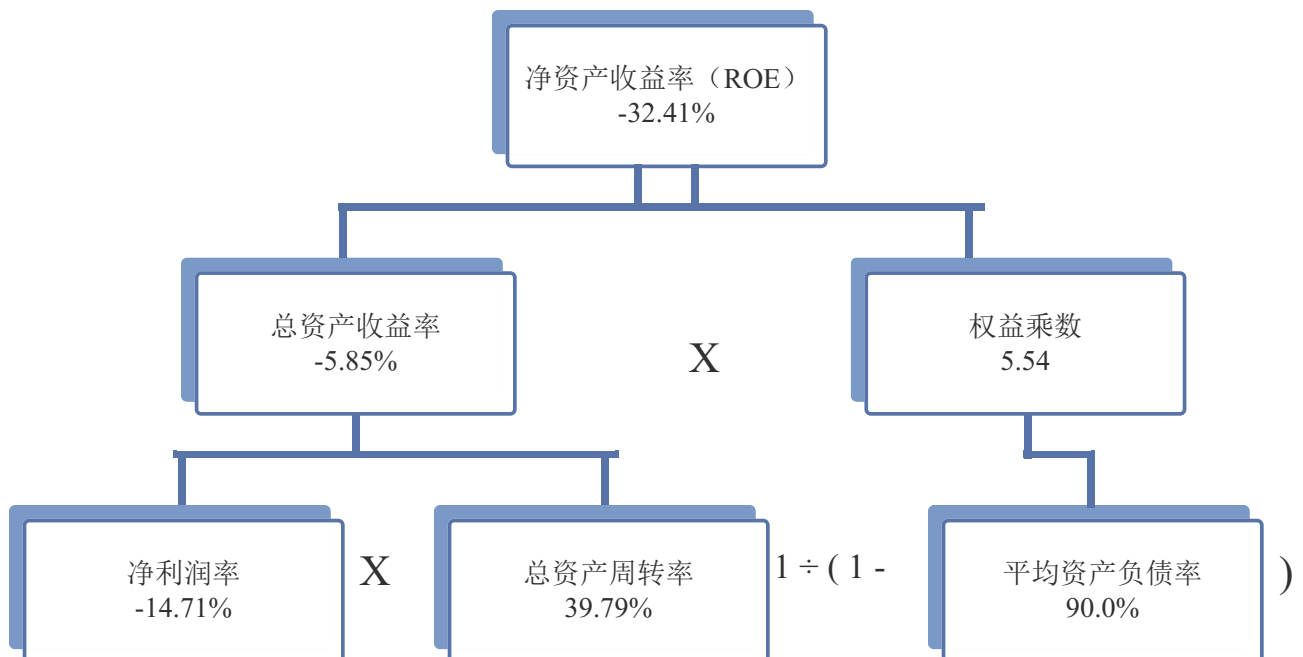 净资产收益率（ROE）
-32.41%
总资产收益率
-5.85%
X
权益乘数
5.54
净利润率
-14.71%
X
总资产周转率
39.79%
1 ÷ ( 1 -
平均资产负债率
90.0%
)